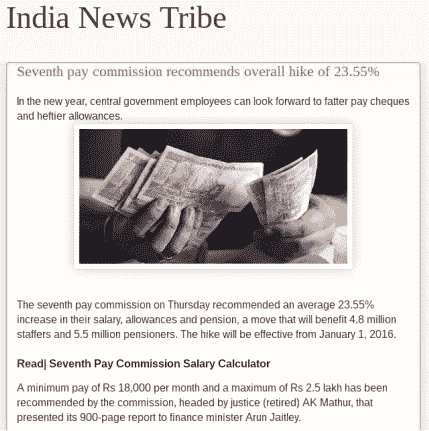 India News Tribe
Seventh pay commission recommends overall hike of 23.55%
In the new year, central government employees can look forward to fatter pay cheques
and heftier allowances.
The seventh pay commission on Thursday recommended an average 23.55%
increase in their salary, allowances and pension, a move that will benefit 4.8 million
staffers and 5.5 million pensioners. The hike will be effective from January 1, 2016.
Read| Seventh Pay Commission Salary Calculator
A minimum pay of Rs 18,000 per month and a maximum of Rs 2.5 lakh has been
recommended by the commission, headed by justice (retired) AK Mathur, that
presented its 900-page report to finance minister Arun Jaitley.